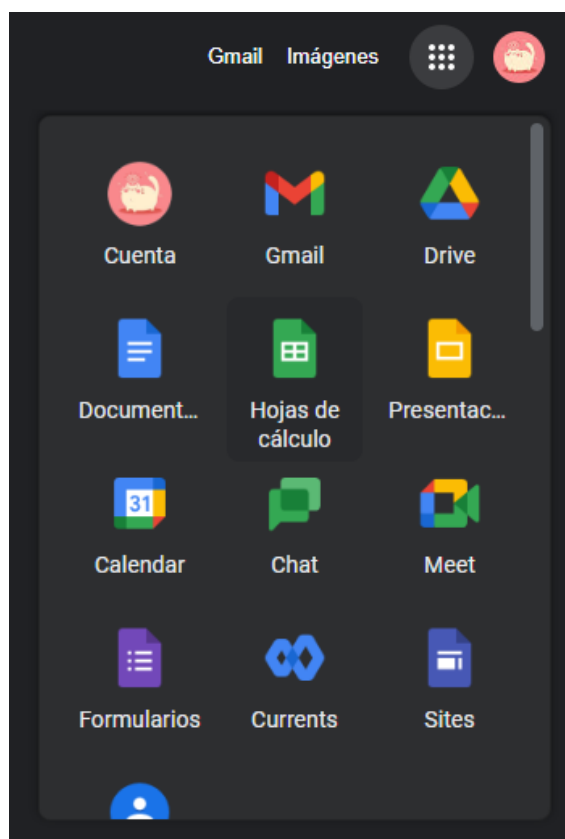 Gmail Imágenes
Cuenta Gmail Drive
Document... Hojas de cálculo Presentac...
31
Calendar Chat Meet
Formularios Currents Sites